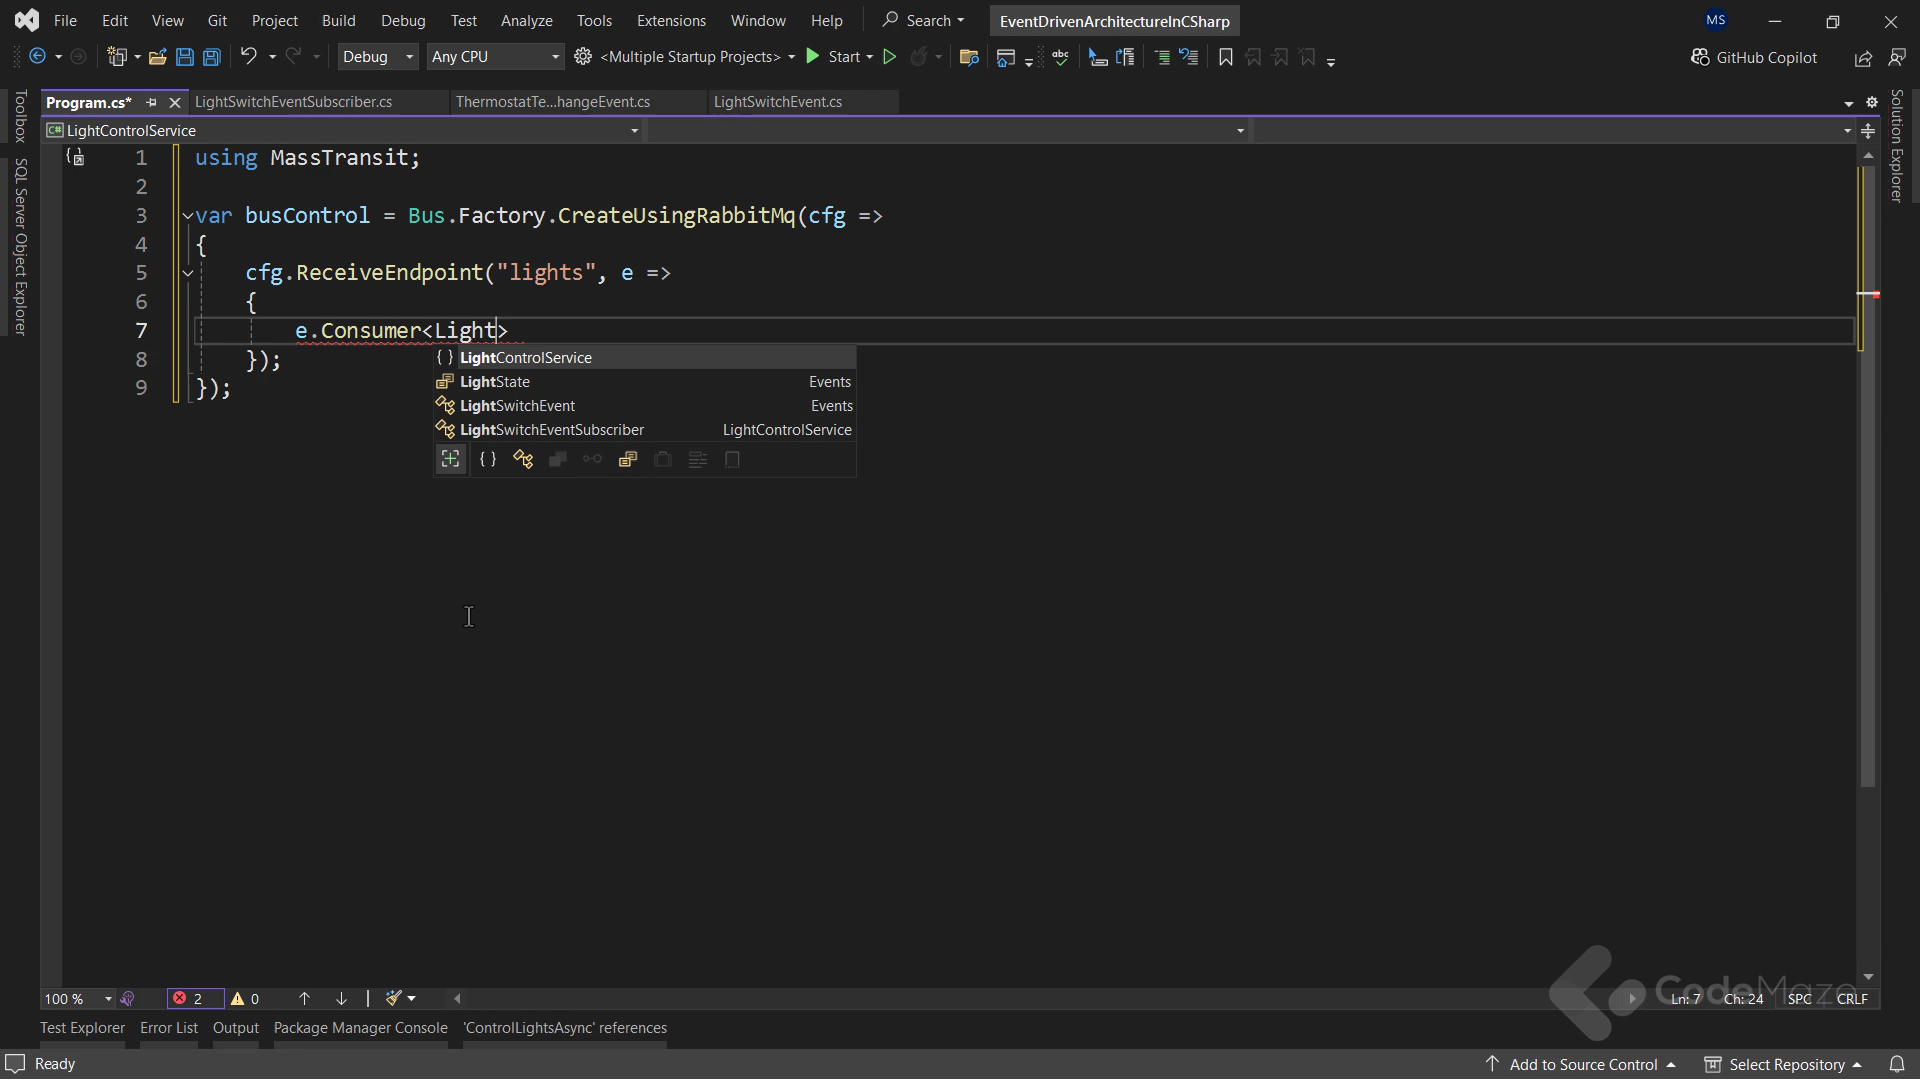 File Edit View Git Project Build Debug Test Analyze Tools Extensions Window Help Search EventDrivenArchitectureInCSharp MS
Debug Any CPU <Multiple Startup Projects> Start abc GitHub Copilot
Program.cs* LightSwitchEventSubscriber.cs ThermostatTe...hangeEvent.cs LightSwitchEvent.cs
Toolbox
SQL Server Object Explorer
Solution Explorer
C# LightControlService
1 using MassTransit;
2
3 var busControl = Bus.Factory.CreateUsingRabbitMq(cfg =>
4 {
5 cfg.ReceiveEndpoint("lights", e =>
6 {
7 e.Consumer<Light>
8 });
9 });
{ } LightControlService
LightState Events
LightSwitchEvent Events
LightSwitchEventSubscriber LightControlService
100 % 2 0 Ln: 7 Ch: 24 SPC CRLF
CodeMaze
Test Explorer Error List Output Package Manager Console 'ControlLightsAsync' references
Ready Add to Source Control Select Repository